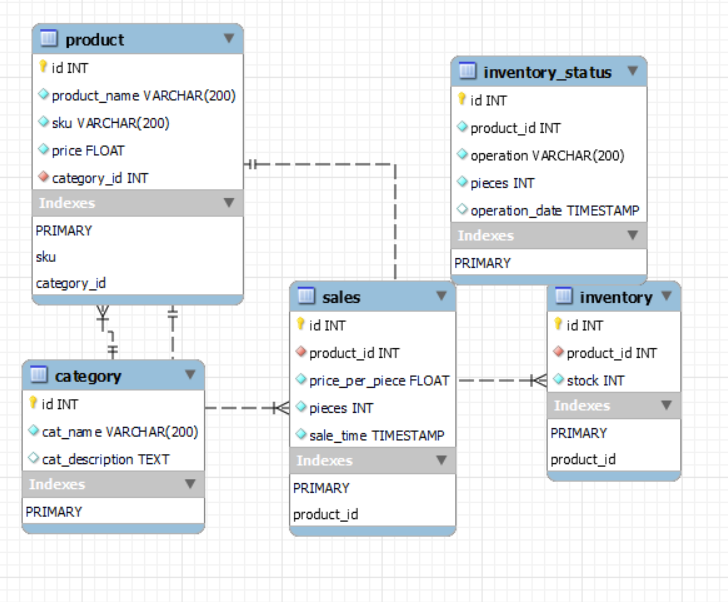 product
id INT
product_name VARCHAR(200)
sku VARCHAR(200)
price FLOAT
category_id INT
Indexes
PRIMARY
sku
category_id
inventory_status
id INT
product_id INT
operation VARCHAR(200)
pieces INT
operation_date TIMESTAMP
Indexes
PRIMARY
sales
id INT
product_id INT
price_per_piece FLOAT
pieces INT
sale_time TIMESTAMP
Indexes
PRIMARY
product_id
inventory
id INT
product_id INT
stock INT
Indexes
PRIMARY
product_id
category
id INT
cat_name VARCHAR(200)
cat_description TEXT
Indexes
PRIMARY